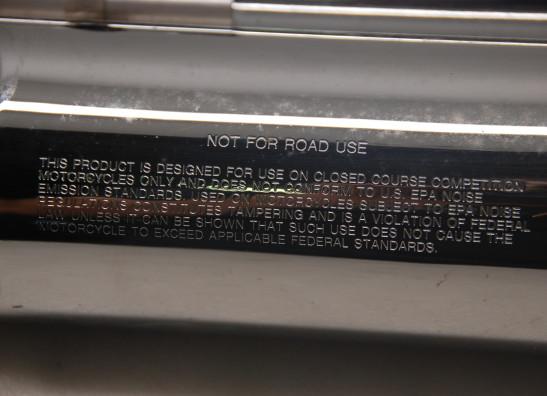 NOT FOR ROAD USE
THIS PRODUCT IS DESIGNED FOR USE ON CLOSED COURSE COMPETITION
MOTORCYCLES ONLY AND DOES NOT CONFORM TO U.S. EPA NOISE
EMISSION STANDARDS. USED ON MOTORCYCLES SUBJECT TO EPA NOISE
REGULATIONS CONSTITUTES TAMPERING AND IS A VIOLATION OF FEDERAL
LAW UNLESS IT CAN BE SHOWN THAT SUCH USE DOES NOT CAUSE THE
MOTORCYCLE TO EXCEED APPLICABLE FEDERAL STANDARDS.